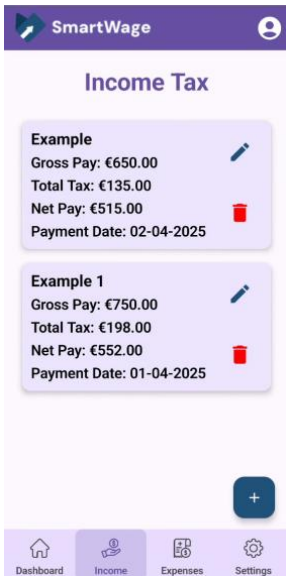 SmartWage
Income Tax
Example
Gross Pay: €650.00
Total Tax: €135.00
Net Pay: €515.00
Payment Date: 02-04-2025
Example 1
Gross Pay: €750.00
Total Tax: €198.00
Net Pay: €552.00
Payment Date: 01-04-2025
+
Dashboard Income Expenses Settings